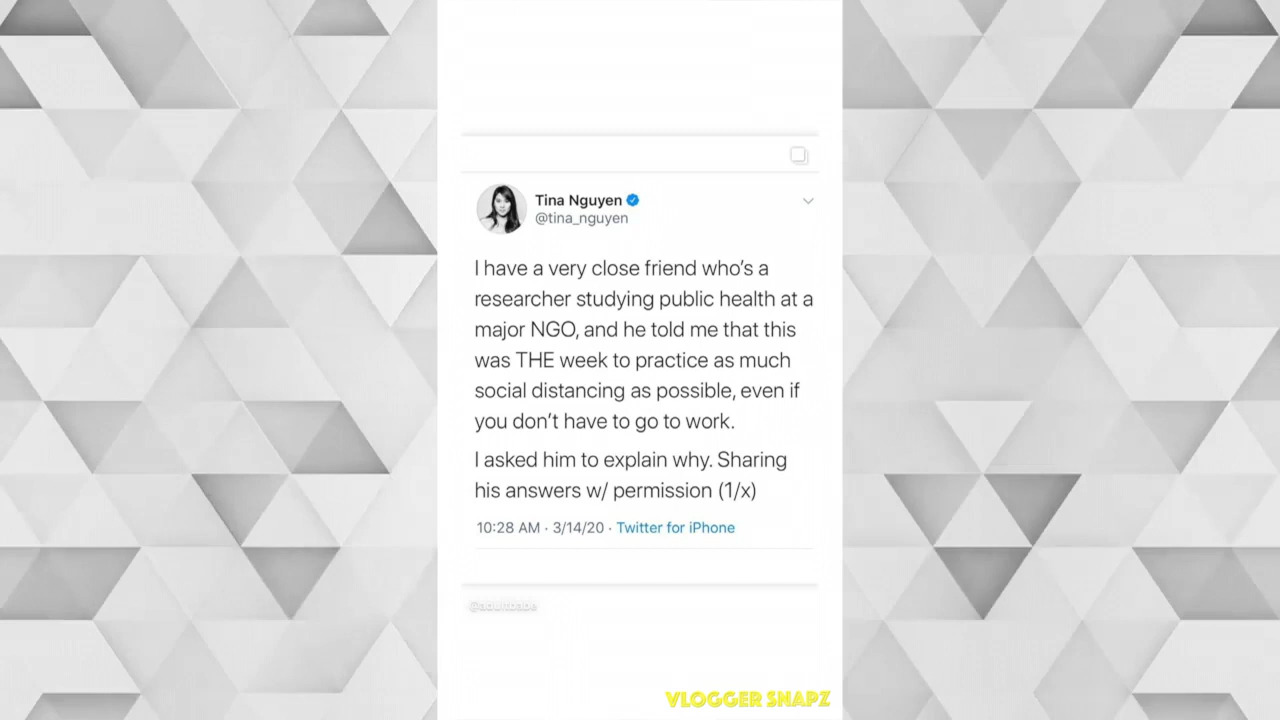 Tina Nguyen
@tina_nguyen
I have a very close friend who's a
researcher studying public health at a
major NGO, and he told me that this
was THE week to practice as much
social distancing as possible, even if
you don't have to go to work.
I asked him to explain why. Sharing
his answers w/ permission (1/x)
10:28 AM · 3/14/20 · Twitter for iPhone
VLOGGER SNAPZ